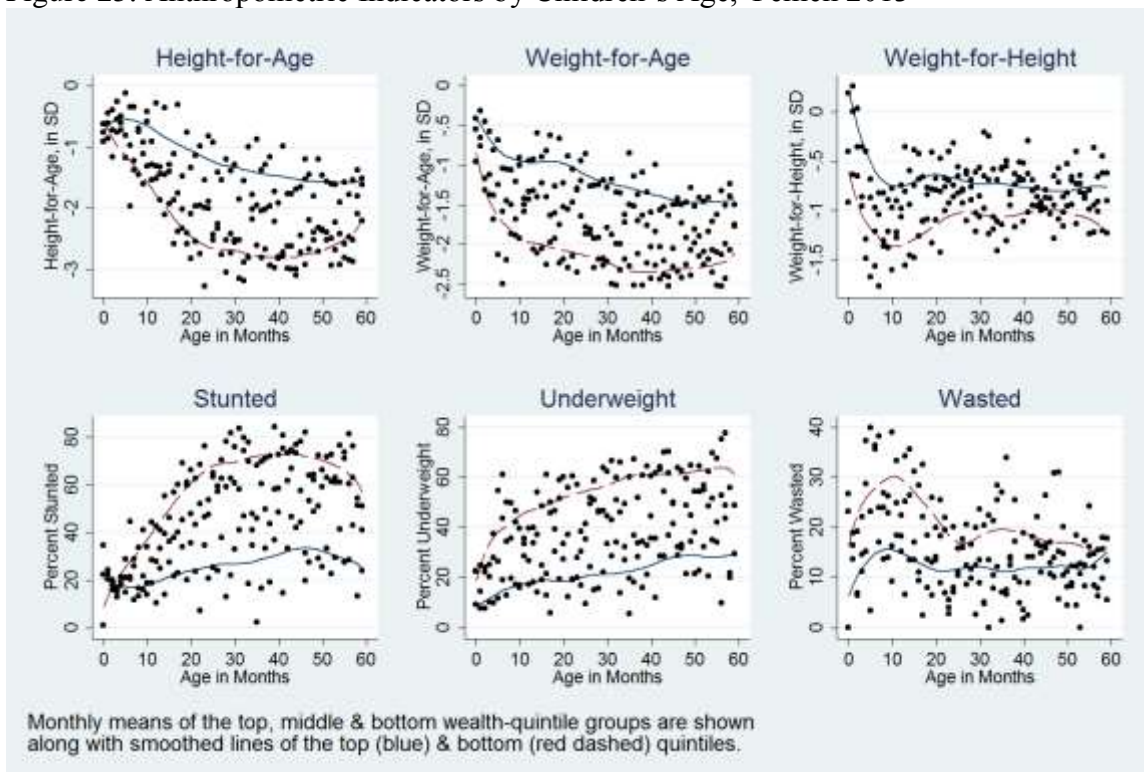 Anthropometric Indicators by Children's Age, Yemen 2013
Height-for-Age
Weight-for-Age
Weight-for-Height
Height-for-Age, in SD
0
-1
-2
-3
0 10 20 30 40 50 60
Age in Months
Weight-for-Age, in SD
0
-.5
-1
-1.5
-2
-2.5
0 10 20 30 40 50 60
Age in Months
Weight-for-Height, in SD
0
-.5
-1
-1.5
0 10 20 30 40 50 60
Age in Months
Stunted
Underweight
Wasted
Percent Stunted
80
60
40
20
0
0 10 20 30 40 50 60
Age in Months
Percent Underweight
80
60
40
20
0
0 10 20 30 40 50 60
Age in Months
Percent Wasted
40
30
20
10
0
0 10 20 30 40 50 60
Age in Months
Monthly means of the top, middle & bottom wealth-quintile groups are shown
along with smoothed lines of the top (blue) & bottom (red dashed) quintiles.